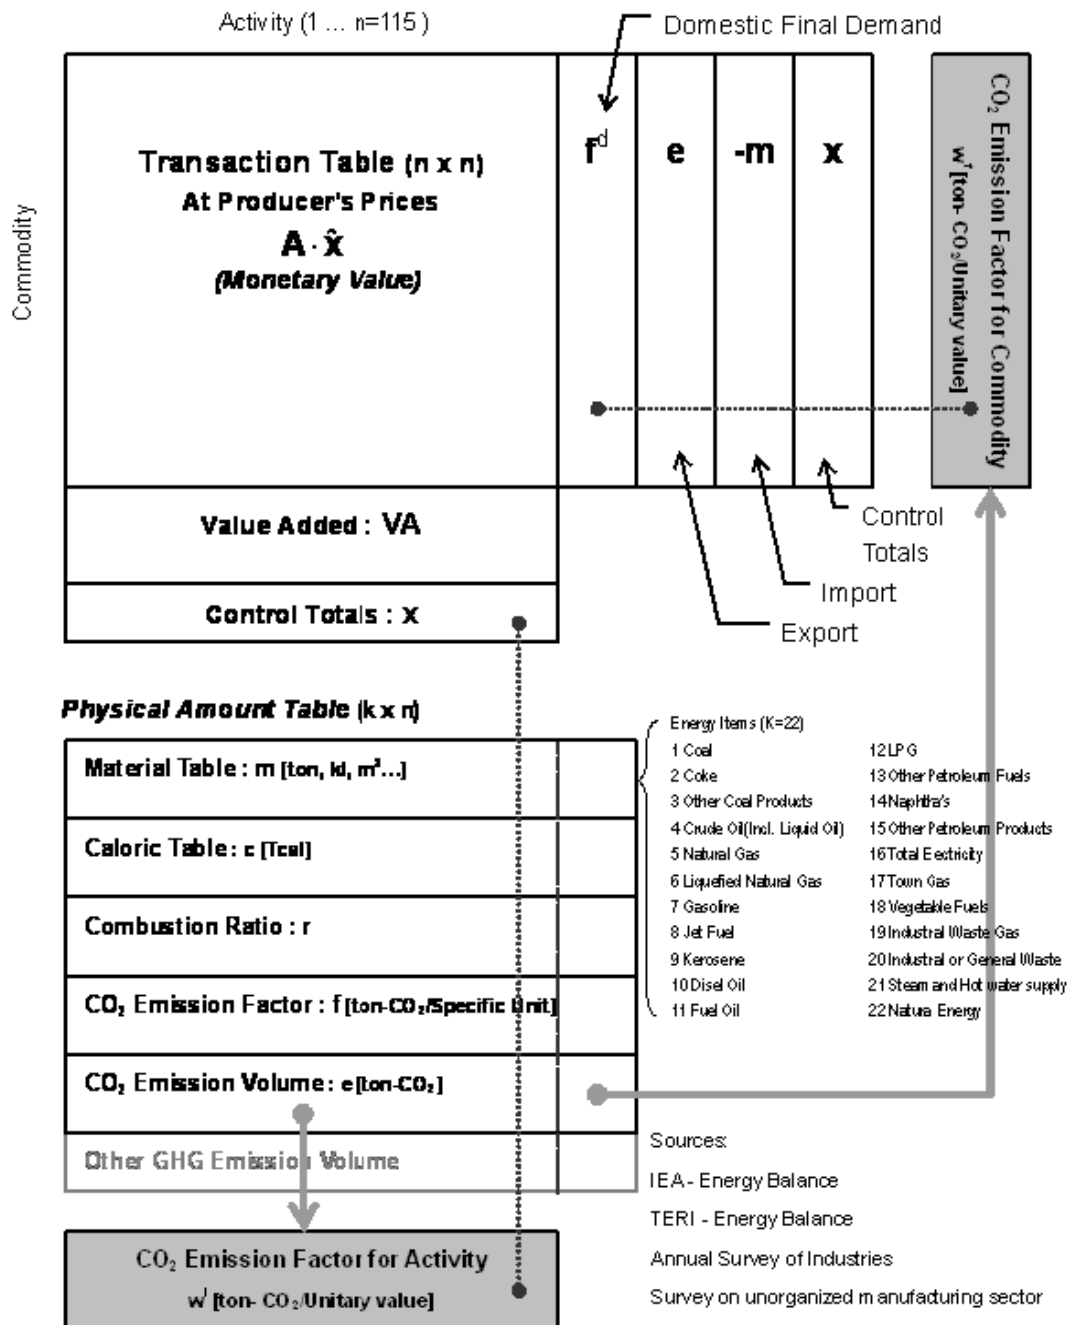 Activity (1 ... n=115 )
Domestic Final Demand
Commodity
Transaction Table (n x n)
At Producer's Prices
A · x̂
(Monetary Value)
fᵈ
e
-m
x
CO₂ Emission Factor for Commodity
w^f [ton- CO₂/Unitary value]
Value Added : VA
Control Totals : x
Control
Totals
Import
Export
Physical Amount Table (k x n)
Material Table : m [ton, kl, m³...]
Caloric Table : c [Tcal]
Combustion Ratio : r
CO₂ Emission Factor : f [ton-CO₂/Specific Unit]
CO₂ Emission Volume : e [ton-CO₂]
Other GHG Emission Volume
CO₂ Emission Factor for Activity
w^I [ton- CO₂/Unitary value]
Energy Items (K=22)
1 Coal
2 Coke
3 Other Coal Products
4 Crude Oil(Incl. Liquid Oil)
5 Natural Gas
6 Liquefied Natural Gas
7 Gasoline
8 Jet Fuel
9 Kerosene
10 Disel Oil
11 Fuel Oil
12 LPG
13 Other Petroleum Fuels
14 Naphtha's
15 Other Petroleum Products
16 Total Electricity
17 Town Gas
18 Vegetable Fuels
19 Industrial Waste Gas
20 Industrial or General Waste
21 Steam and Hot water supply
22 Natural Energy
Sources:
IEA - Energy Balance
TERI - Energy Balance
Annual Survey of Industries
Survey on unorganized manufacturing sector